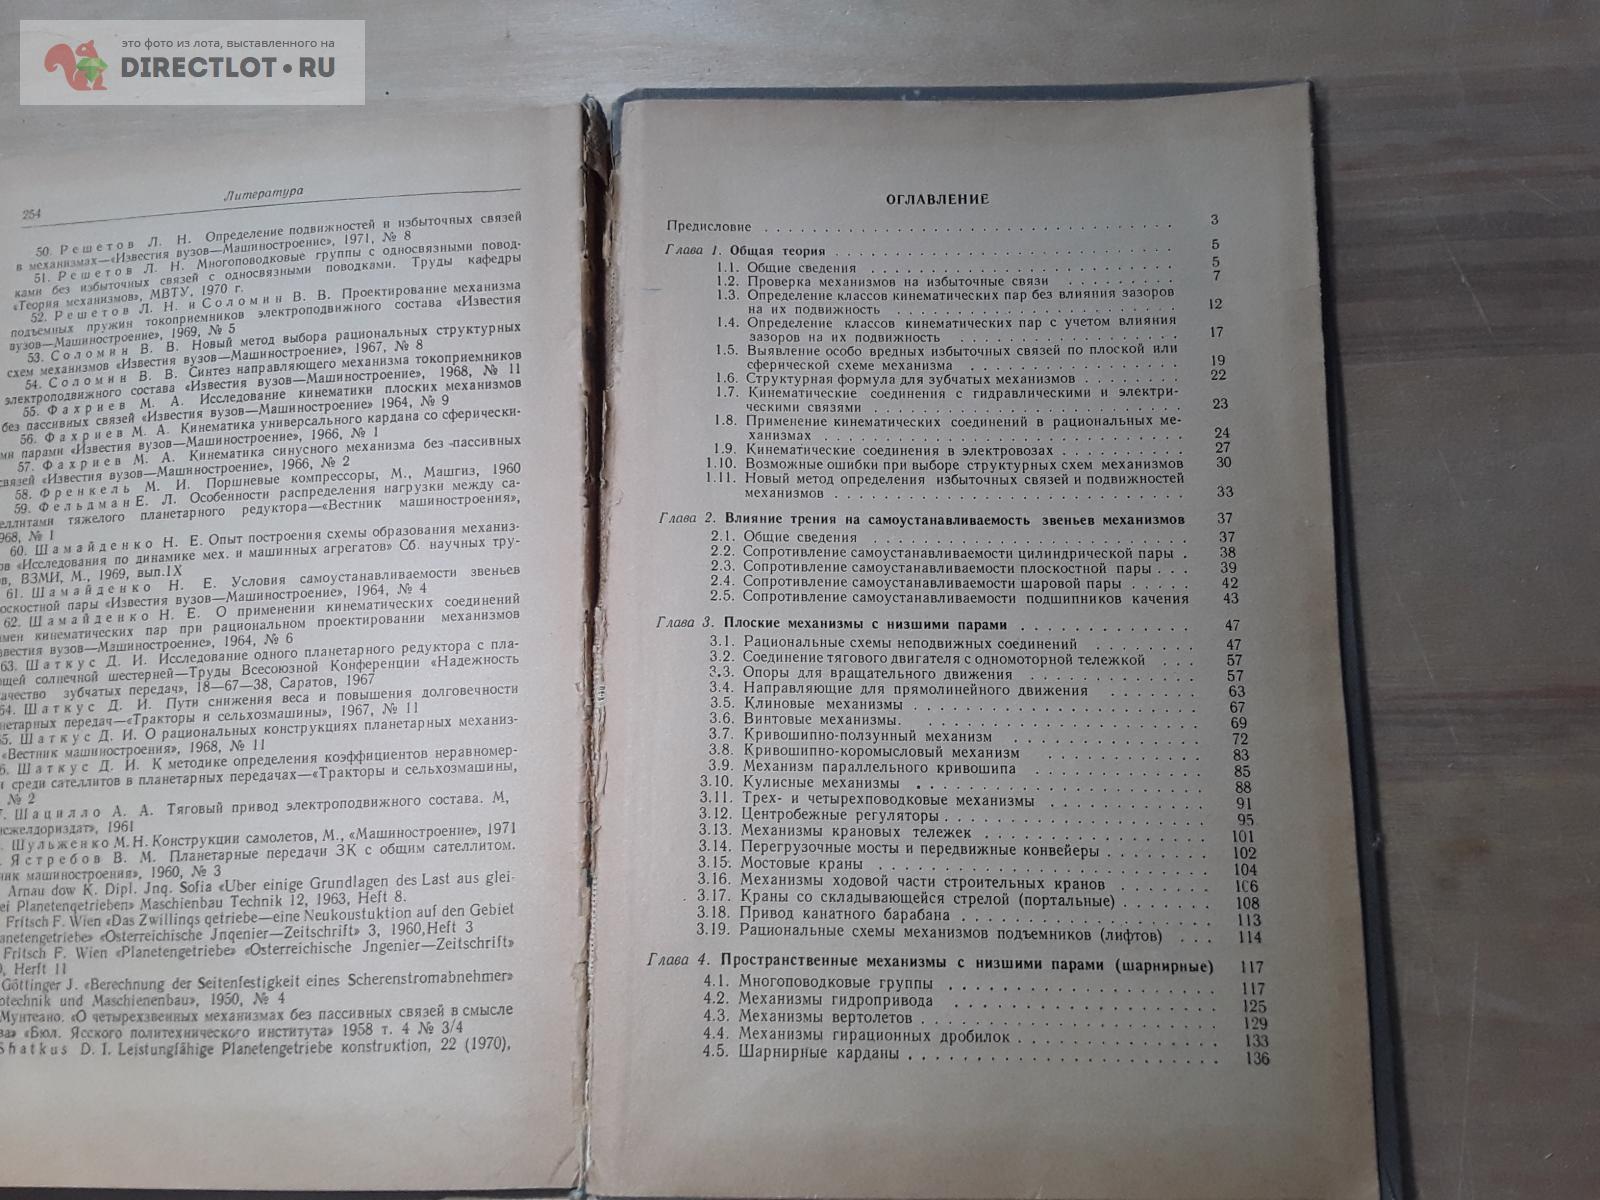 это фото из лота, выставленного на
DIRECTLOT.RU
254
Литература
50. Решетов Л. Н. Определение подвижностей и избыточных связей
в механизмах—«Известия вузов—Машиностроение», 1971, № 8
51. Решетов Л. Н. Многоповодковые группы с односвязными повод-
ками без избыточных связей с односвязными поводками. Труды кафедры
«Теория механизмов», МВТУ, 1970 г.
52. Решетов Л. Н. и Соломин В. В. Проектирование механизма
подъемных пружин токоприемников электроподвижного состава «Известия
вузов—Машиностроение», 1969, № 5
53. Соломин В. В. Новый метод выбора рациональных структурных
схем механизмов «Известия вузов—Машиностроение», 1967, № 8
54. Соломин В. В. Синтез направляющего механизма токоприемников
электроподвижного состава «Известия вузов—Машиностроение», 1968, № 11
55. Фахриев М. А. Исследование кинематики плоских механизмов
без пассивных связей «Известия вузов—Машиностроение» 1964, № 9
56. Фахриев М. А. Кинематика универсального кардана со сферически-
ми парами «Известия вузов—Машиностроение», 1966, № 1
57. Фахриев М. А. Кинематика синусного механизма без пассивных
связей «Известия вузов—Машиностроение», 1966, № 2
58. Френкель М. И. Поршневые компрессоры, М., Машгиз, 1960
59. Фельдман Е. Л. Особенности распределения нагрузки между са-
теллитами тяжелого планетарного редуктора—«Вестник машиностроения»,
1968, № 1
60. Шамайденко Н. Е. Опыт построения схемы образования механиз-
ов «Исследования по динамике мех. и машинных агрегатов» Сб. научных тру-
ов, ВЗМИ, М., 1969, вып.IX
61. Шамайденко Н. Е. Условия самоустанавливаемости звеньев
лоскостной пары «Известия вузов—Машиностроение», 1964, № 4
62. Шамайденко Н. Е. О применении кинематических соединений
амен кинематических пар при рациональном проектировании механизмов
звестия вузов—Машиностроение», 1964, № 6
63. Шаткус Д. И. Исследование одного планетарного редуктора с пла-
ющей солнечной шестерней—Труды Всесоюзной Конференции «Надежность
ачество зубчатых передач», 18—67—38, Саратов, 1967
64. Шаткус Д. И. Пути снижения веса и повышения долговечности
нетарных передач—«Тракторы и сельхозмашины», 1967, № 11
65. Шаткус Д. И. О рациональных конструкциях планетарных механиз-
«Вестник машиностроения», 1968, № 11
6. Шаткус Д. И. К методике определения коэффициентов неравномер-
и среди сателлитов в планетарных передачах—«Тракторы и сельхозмашины,
№ 2
7. Шацилло А. А. Тяговый привод электроподвижного состава. М,
нсжелдориздат», 1961
. Шульженко М. Н. Конструкции самолетов, М., «Машиностроение», 1971
. Ястребов В. М. Планетарные передачи 3К с общим сателлитом.
ник машиностроения», 1960, № 3
Arnau dow K. Dipl. Jnq. Sofia «Uber einige Grundlagen des Last aus glei-
ei Planetengetrieben» Maschienbau Technik 12, 1963, Heft 8.
Fritsch F. Wien «Das Zwillings getriebe—eine Neukoustuktion auf den Gebiet
lanetengetriebe» «Osterreichische Jnqenier—Zeitschrift» 3, 1960, Heft 3
Fritsch F. Wien «Planetengetriebe» «Osterreichische Jngenier—Zeitschrift»
0, Herft 11
Göttinger J. «Berechnung der Seitenfestigkeit eines Scherenstromabnehmer»
otechnik und Maschienenbau», 1950, № 4
Мунтеано. «О четырехзвенных механизмах без пассивных связей в смысле
ва» «Бюл. Ясского политехнического института» 1958 т. 4 № 3/4
Shatkus D. I. Leistungfähige Planetengetriebe konstruktion, 22 (1970),
ОГЛАВЛЕНИЕ
Предисловие . . . 3
Глава 1. Общая теория . . . 5
1.1. Общие сведения . . . 5
1.2. Проверка механизмов на избыточные связи . . . 7
1.3. Определение классов кинематических пар без влияния зазоров
на их подвижность . . . 12
1.4. Определение классов кинематических пар с учетом влияния
зазоров на их подвижность . . . 17
1.5. Выявление особо вредных избыточных связей по плоской или
сферической схеме механизма . . . 19
1.6. Структурная формула для зубчатых механизмов . . . 22
1.7. Кинематические соединения с гидравлическими и электри-
ческими связями . . . 23
1.8. Применение кинематических соединений в рациональных ме-
ханизмах . . . 24
1.9. Кинематические соединения в электровозах . . . 27
1.10. Возможные ошибки при выборе структурных схем механизмов 30
1.11. Новый метод определения избыточных связей и подвижностей
механизмов . . . 33
Глава 2. Влияние трения на самоустанавливаемость звеньев механизмов 37
2.1. Общие сведения . . . 37
2.2. Сопротивление самоустанавливаемости цилиндрической пары . 38
2.3. Сопротивление самоустанавливаемости плоскостной пары . . . 39
2.4. Сопротивление самоустанавливаемости шаровой пары . . . 42
2.5. Сопротивление самоустанавливаемости подшипников качения 43
Глава 3. Плоские механизмы с низшими парами . . . 47
3.1. Рациональные схемы неподвижных соединений . . . 47
3.2. Соединение тягового двигателя с одномоторной тележкой . . . 57
3.3. Опоры для вращательного движения . . . 57
3.4. Направляющие для прямолинейного движения . . . 63
3.5. Клиновые механизмы . . . 67
3.6. Винтовые механизмы. . . . 69
3.7. Кривошипно-ползунный механизм . . . 72
3.8. Кривошипно-коромысловый механизм . . . 83
3.9. Механизм параллельного кривошипа . . . 85
3.10. Кулисные механизмы . . . 88
3.11. Трех- и четырехповодковые механизмы . . . 91
3.12. Центробежные регуляторы . . . 95
3.13. Механизмы крановых тележек . . . 101
3.14. Перегрузочные мосты и передвижные конвейеры . . . 102
3.15. Мостовые краны . . . 104
3.16. Механизмы ходовой части строительных кранов . . . 106
3.17. Краны со складывающейся стрелой (портальные) . . . 108
3.18. Привод канатного барабана . . . 113
3.19. Рациональные схемы механизмов подъемников (лифтов) . . . 114
Глава 4. Пространственные механизмы с низшими парами (шарнирные) 117
4.1. Многоповодковые группы . . . 117
4.2. Механизмы гидропривода . . . 125
4.3. Механизмы вертолетов . . . 129
4.4. Механизмы гирационных дробилок . . . 133
4.5. Шарнирные карданы . . . 136